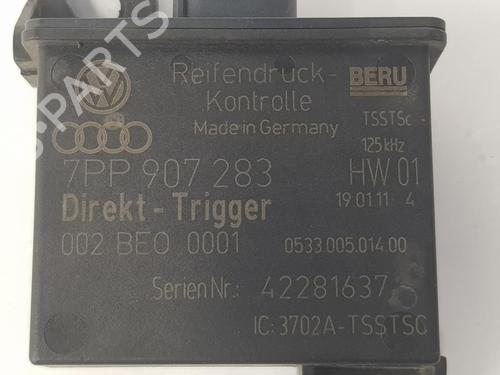 PARTS
Reifendruck-
Kontrolle
Made in Germany
BERU
TSSTSc
125 kHz
7PP 907 283
HW 01
19.01.11 4
Direkt - Trigger
002 BE0 0001
0533 005.014 00
Serien Nr.: 42281637
IC: 3702A-TSSTSC